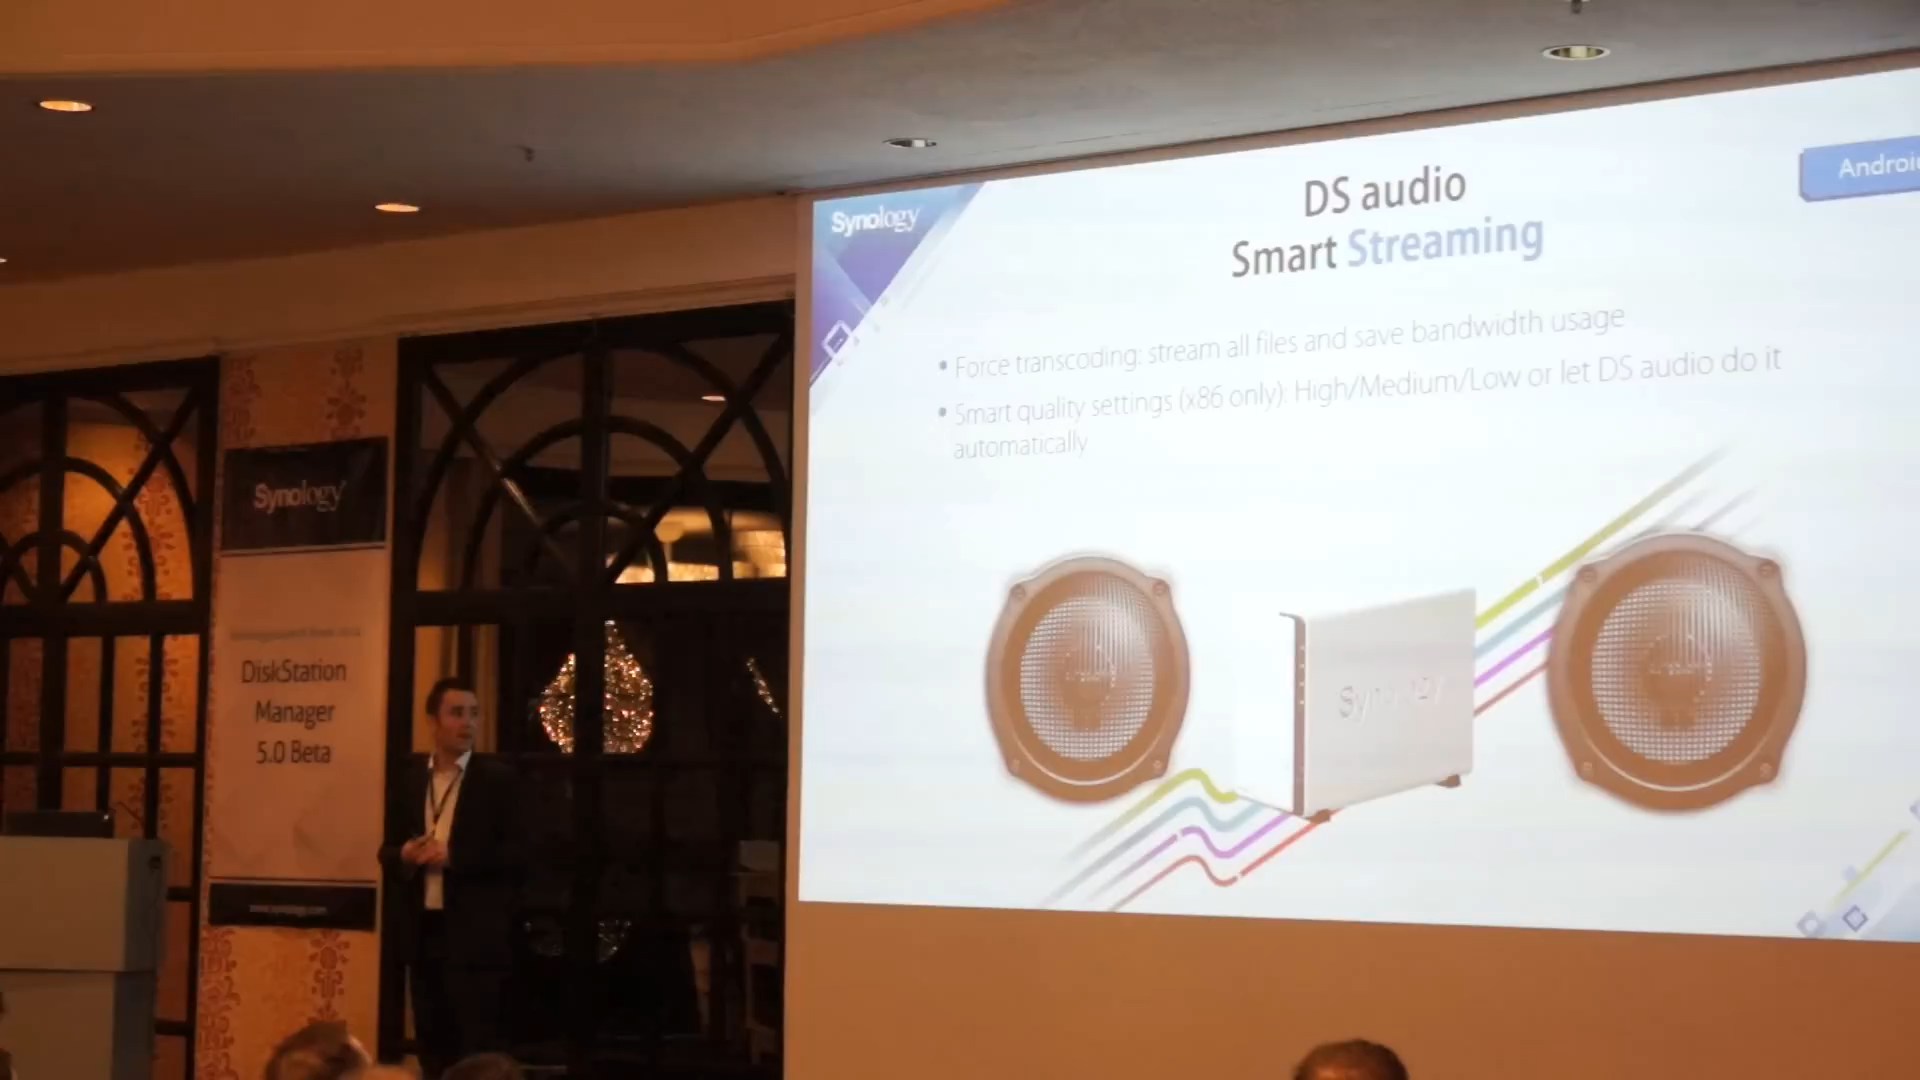 Synology
DS audio
Smart Streaming
• Force transcoding: stream all files and save bandwidth usage
• Smart quality settings (x86 only): High/Medium/Low or let DS audio do it
automatically
Synology
Synology
DiskStation
Manager
5.0 Beta